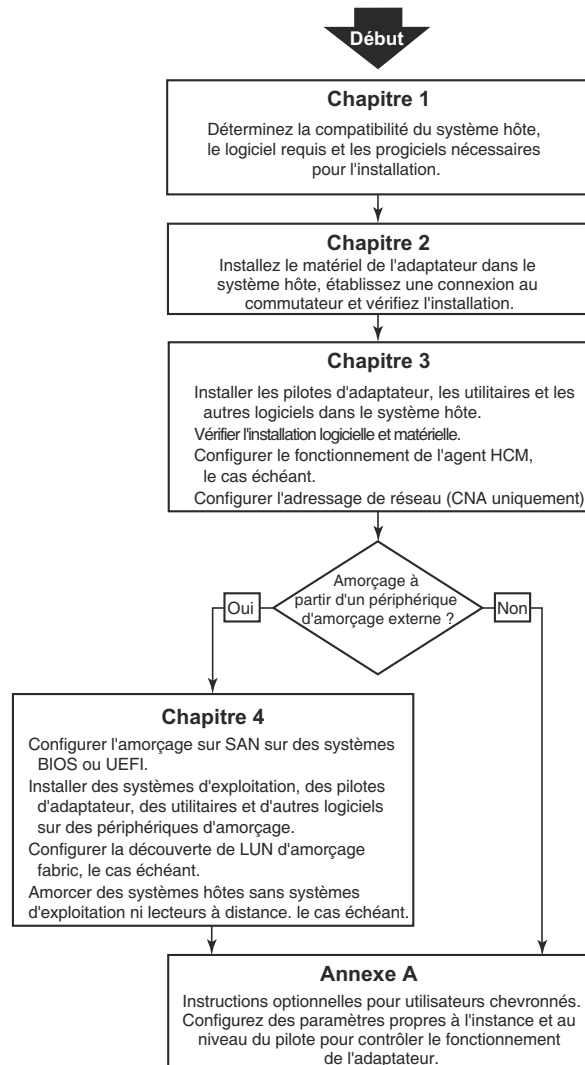 Début
Chapitre 1
Déterminez la compatibilité du système hôte,
le logiciel requis et les progiciels nécessaires
pour l'installation.
Chapitre 2
Installez le matériel de l'adaptateur dans le
système hôte, établissez une connexion au
commutateur et vérifiez l'installation.
Chapitre 3
Installer les pilotes d'adaptateur, les utilitaires et les
autres logiciels dans le système hôte.
Vérifier l'installation logicielle et matérielle.
Configurer le fonctionnement de l'agent HCM,
le cas échéant.
Configurer l'adressage de réseau (CNA uniquement)
Amorçage à
partir d'un périphérique
d'amorçage externe ?
Oui
Non
Chapitre 4
Configurer l'amorçage sur SAN sur des systèmes
BIOS ou UEFI.
Installer des systèmes d'exploitation, des pilotes
d'adaptateur, des utilitaires et d'autres logiciels
sur des périphériques d'amorçage.
Configurer la découverte de LUN d'amorçage
fabric, le cas échéant.
Amorcer des systèmes hôtes sans systèmes
d'exploitation ni lecteurs à distance. le cas échéant.
Annexe A
Instructions optionnelles pour utilisateurs chevronnés.
Configurez des paramètres propres à l'instance et au
niveau du pilote pour contrôler le fonctionnement
de l'adaptateur.